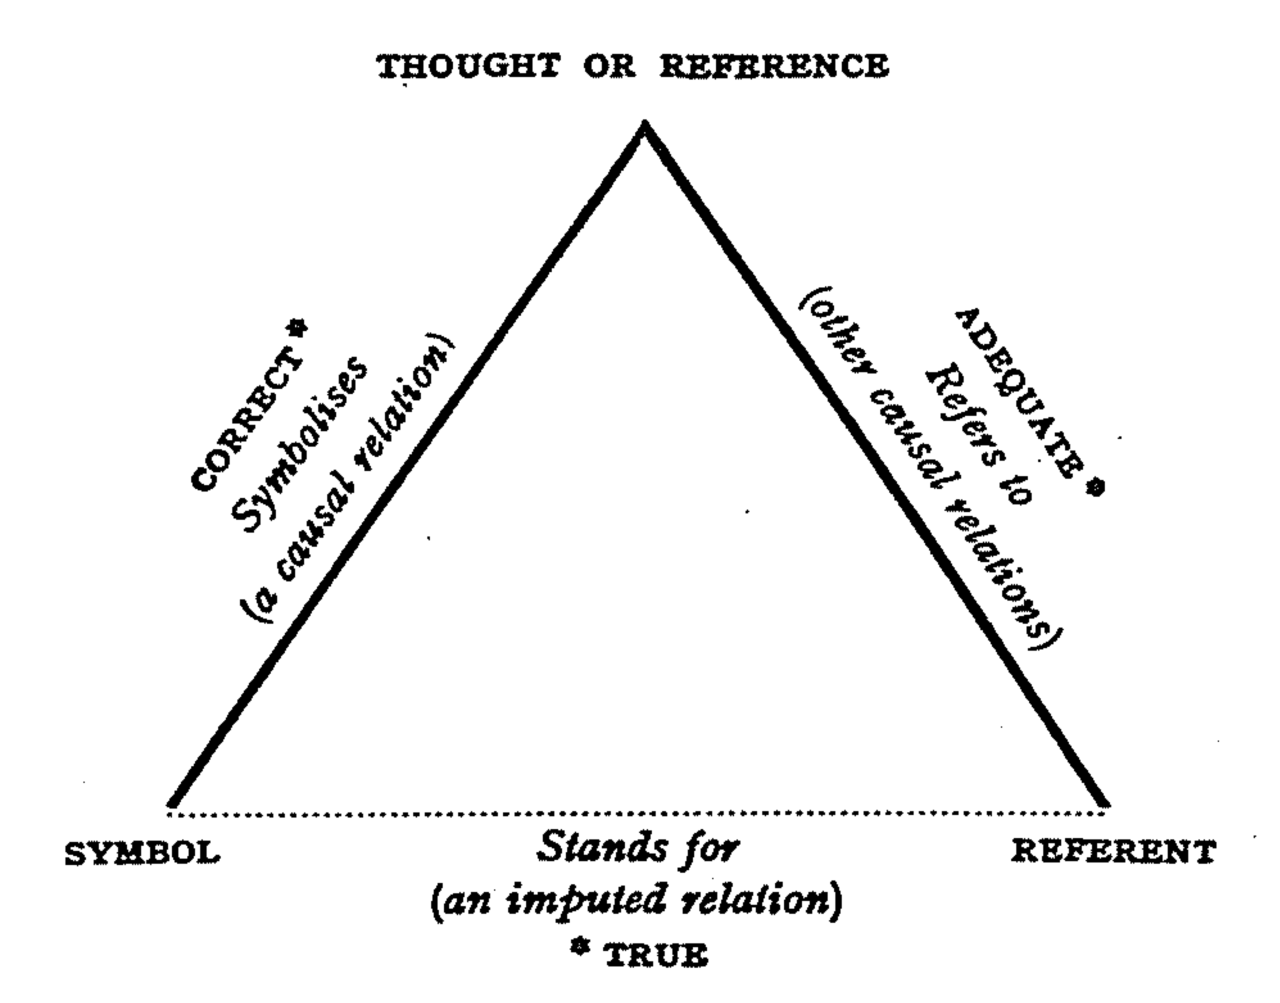 THOUGHT OR REFERENCE
CORRECT*
Symbolises
(a causal relation)
ADEQUATE*
Refers to
(other causal relations)
SYMBOL
Stands for
(an imputed relation)
* TRUE
REFERENT